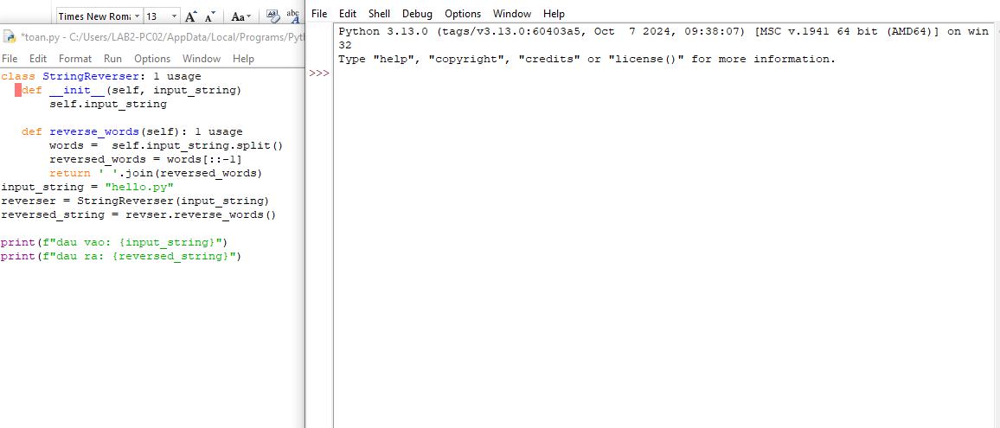 Times New Roma 13 A A Aa abc A
*toan.py - C:/Users/LAB2-PC02/AppData/Local/Programs/Pyth
File Edit Format Run Options Window Help
class StringReverser: 1 usage
def __init__(self, input_string)
self.input_string
def reverse_words(self): 1 usage
words =  self.input_string.split()
reversed_words = words[::-1]
return ' '.join(reversed_words)
input_string = "hello.py"
reverser = StringReverser(input_string)
reversed_string = revser.reverse_words()
print(f"dau vao: {input_string}")
print(f"dau ra: {reversed_string}")
File Edit Shell Debug Options Window Help
Python 3.13.0 (tags/v3.13.0:60403a5, Oct  7 2024, 09:38:07) [MSC v.1941 64 bit (AMD64)] on win
32
Type "help", "copyright", "credits" or "license()" for more information.
>>>